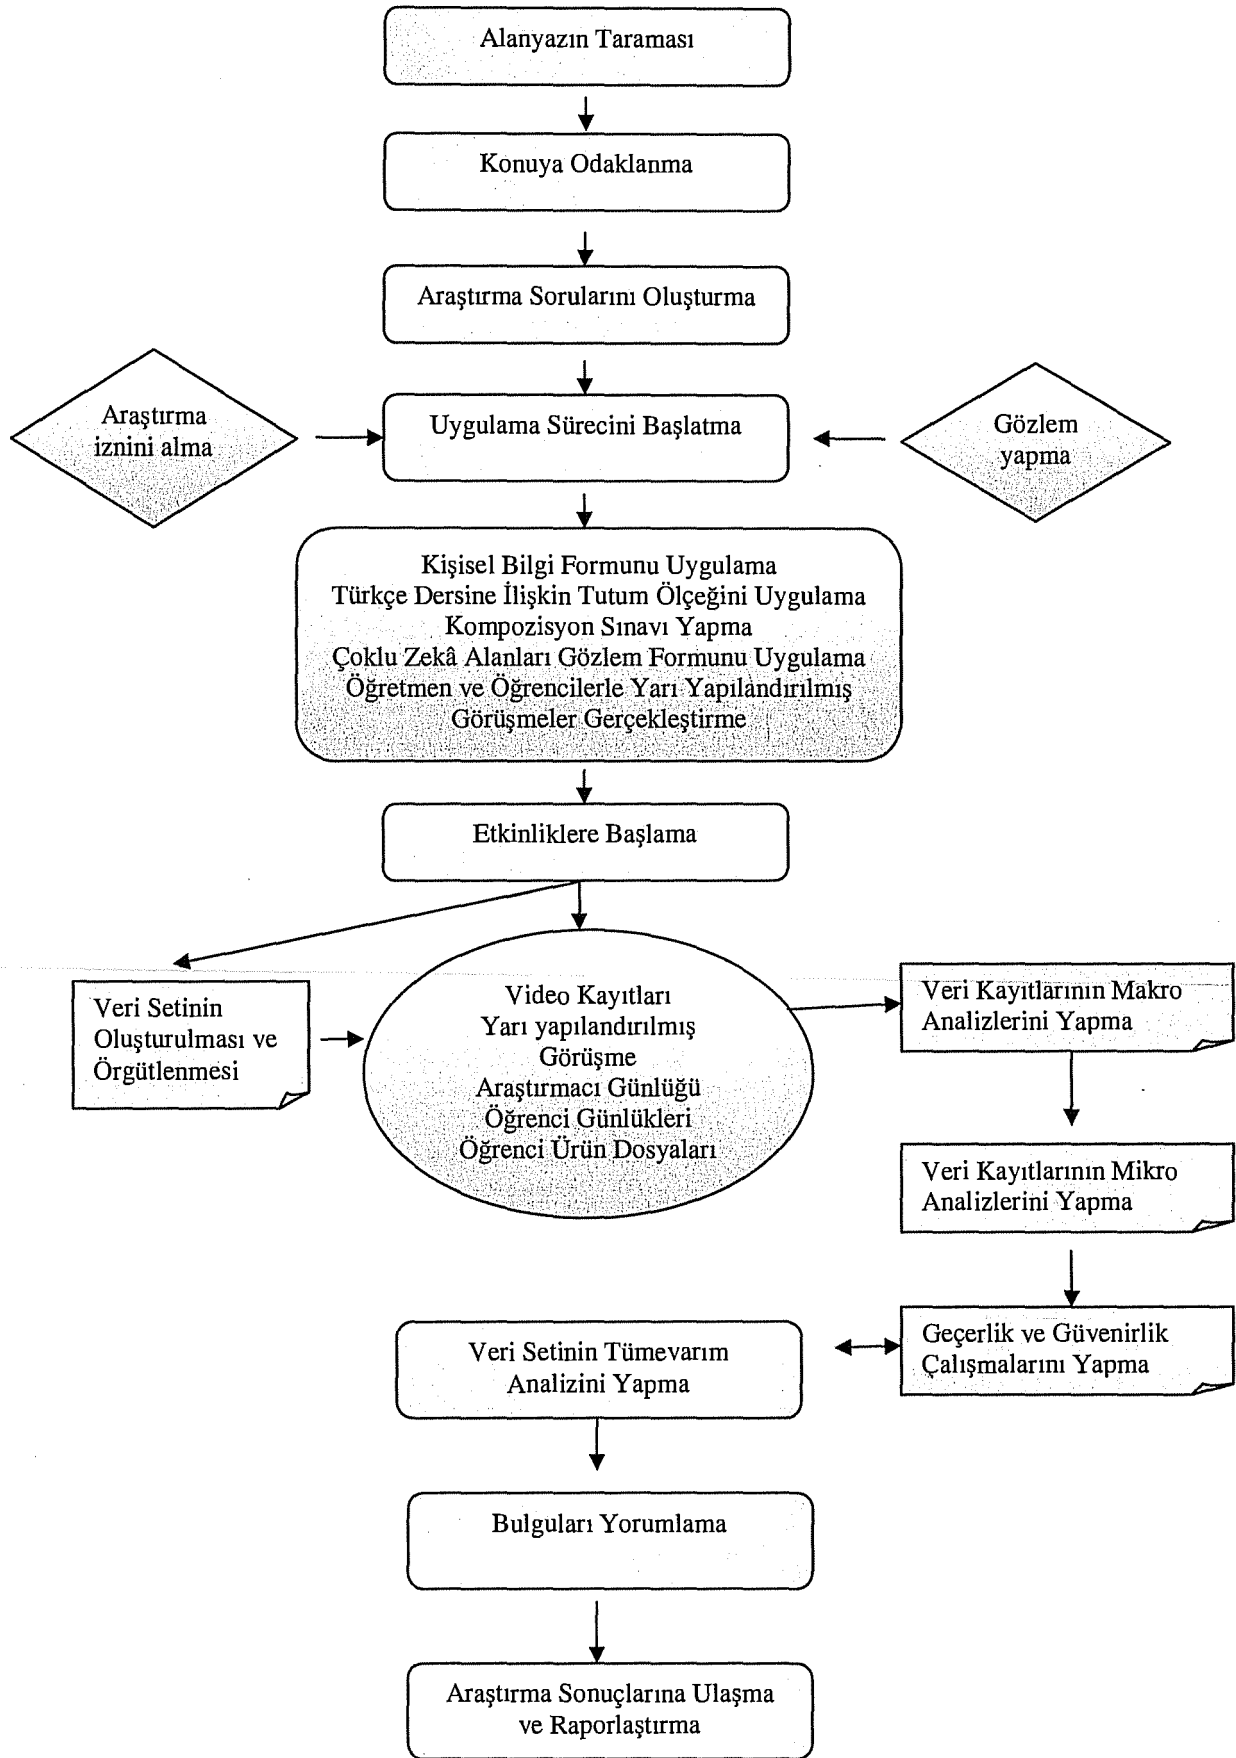 Alanyazın Taraması
Konuya Odaklanma
Araştırma Sorularını Oluşturma
Araştırma
iznini alma
Uygulama Sürecini Başlatma
Gözlem
yapma
Kişisel Bilgi Formunu Uygulama
Türkçe Dersine İlişkin Tutum Ölçeğini Uygulama
Kompozisyon Sınavı Yapma
Çoklu Zekâ Alanları Gözlem Formunu Uygulama
Öğretmen ve Öğrencilerle Yarı Yapılandırılmış
Görüşmeler Gerçekleştirme
Etkinliklere Başlama
Veri Setinin
Oluşturulması ve
Örgütlenmesi
Video Kayıtları
Yarı yapılandırılmış
Görüşme
Araştırmacı Günlüğü
Öğrenci Günlükleri
Öğrenci Ürün Dosyaları
Veri Kayıtlarının Makro
Analizlerini Yapma
Veri Kayıtlarının Mikro
Analizlerini Yapma
Geçerlik ve Güvenirlik
Çalışmalarını Yapma
Veri Setinin Tümevarım
Analizini Yapma
Bulguları Yorumlama
Araştırma Sonuçlarına Ulaşma
ve Raporlaştırma